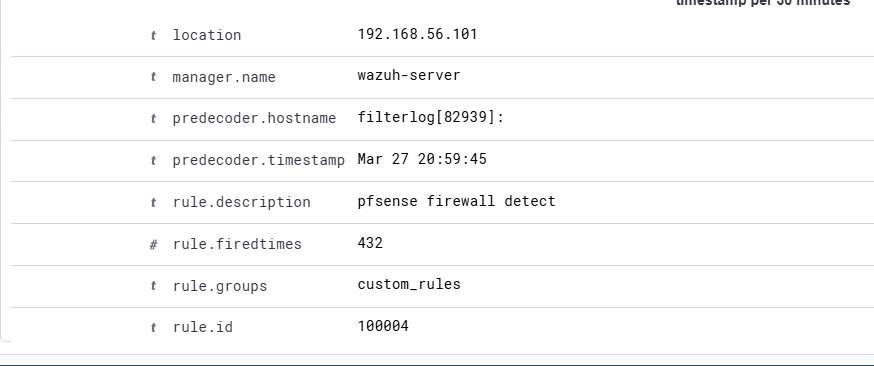 timestamp per 30 minutes
t location 192.168.56.101
t manager.name wazuh-server
t predecoder.hostname filterlog[82939]:
t predecoder.timestamp Mar 27 20:59:45
t rule.description pfsense firewall detect
# rule.firedtimes 432
t rule.groups custom_rules
t rule.id 100004